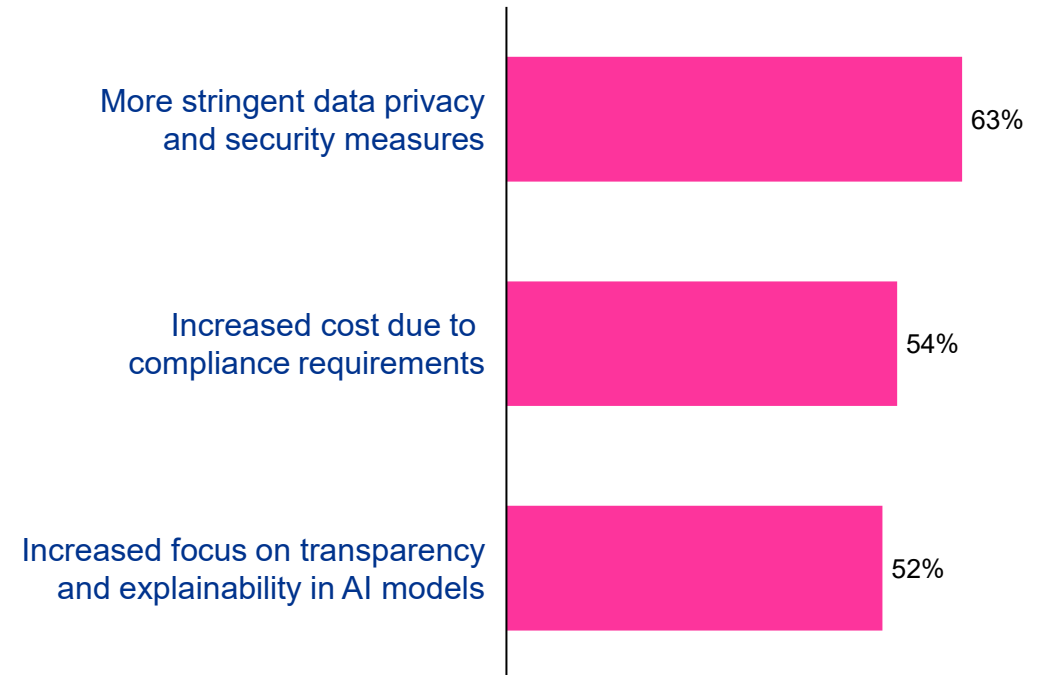 More stringent data privacy
and security measures
63%
Increased cost due to
compliance requirements
54%
Increased focus on transparency
and explainability in AI models
52%